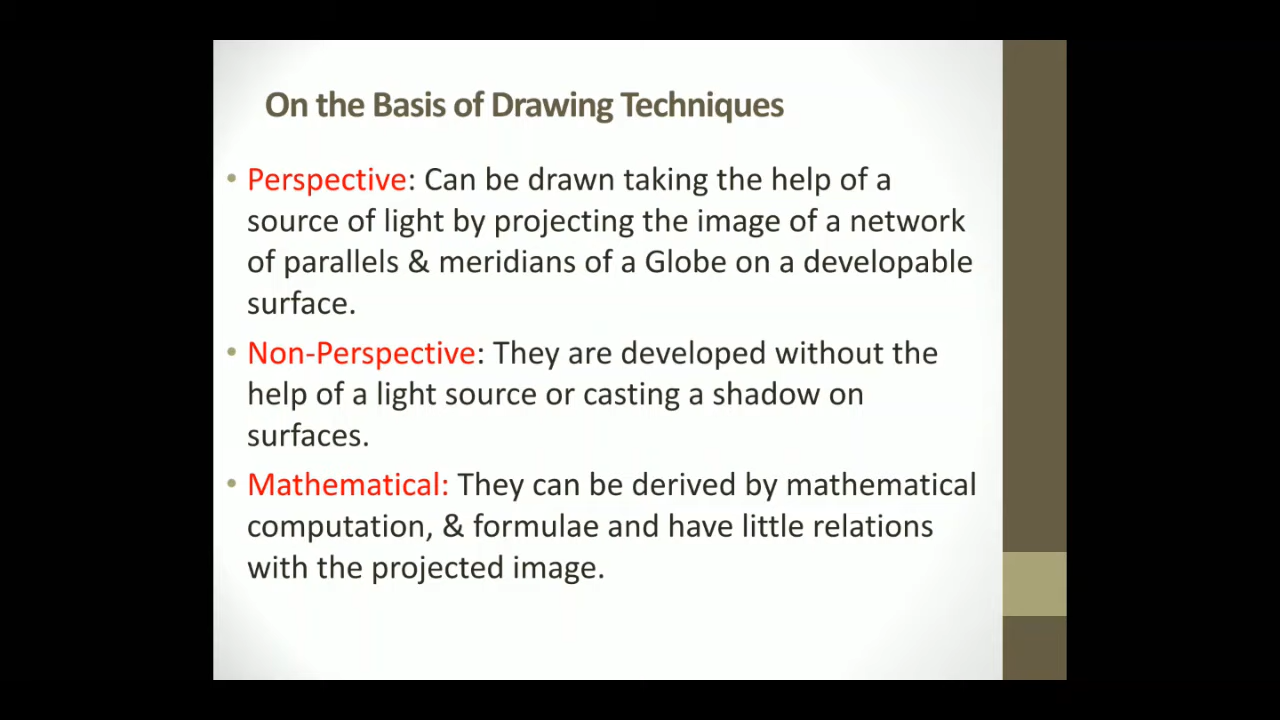 On the Basis of Drawing Techniques
• Perspective: Can be drawn taking the help of a
source of light by projecting the image of a network
of parallels & meridians of a Globe on a developable
surface.
• Non-Perspective: They are developed without the
help of a light source or casting a shadow on
surfaces.
• Mathematical: They can be derived by mathematical
computation, & formulae and have little relations
with the projected image.